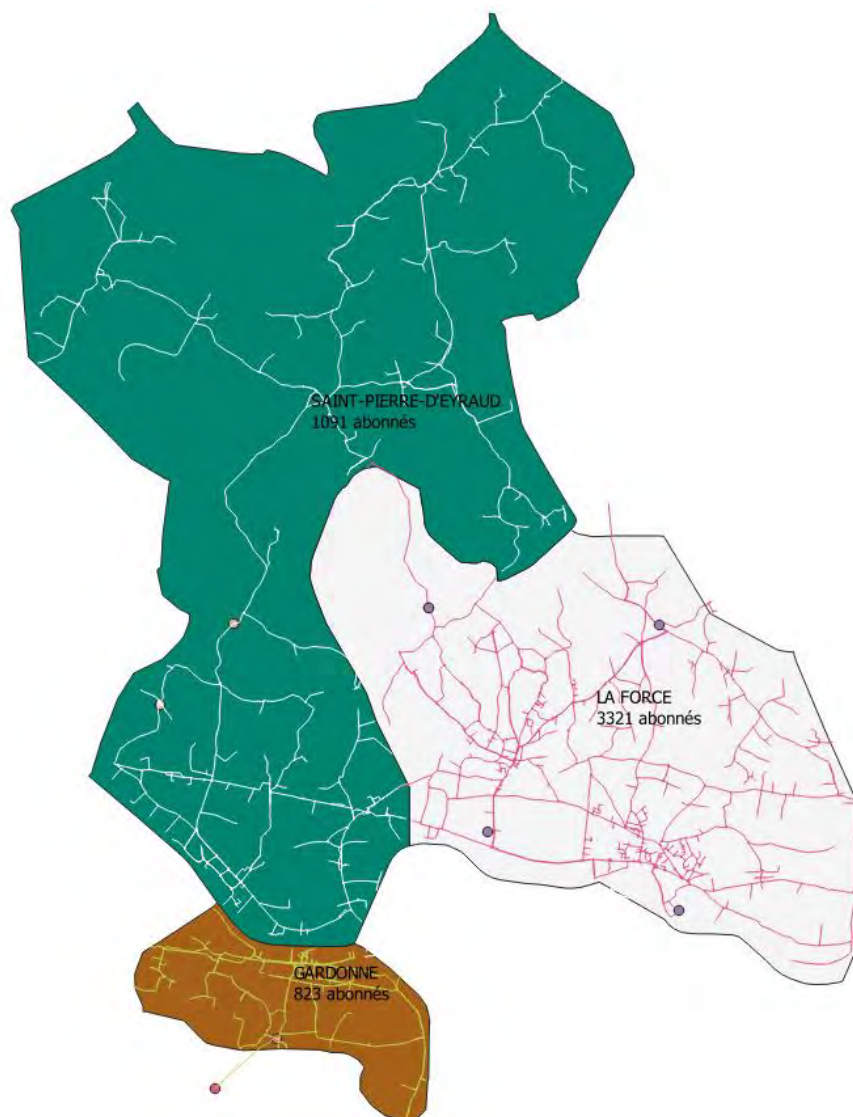 SAINT-PIERRE-D'EYRAUD
1091 abonnés
LA FORCE
3321 abonnés
GARDONNE
823 abonnés